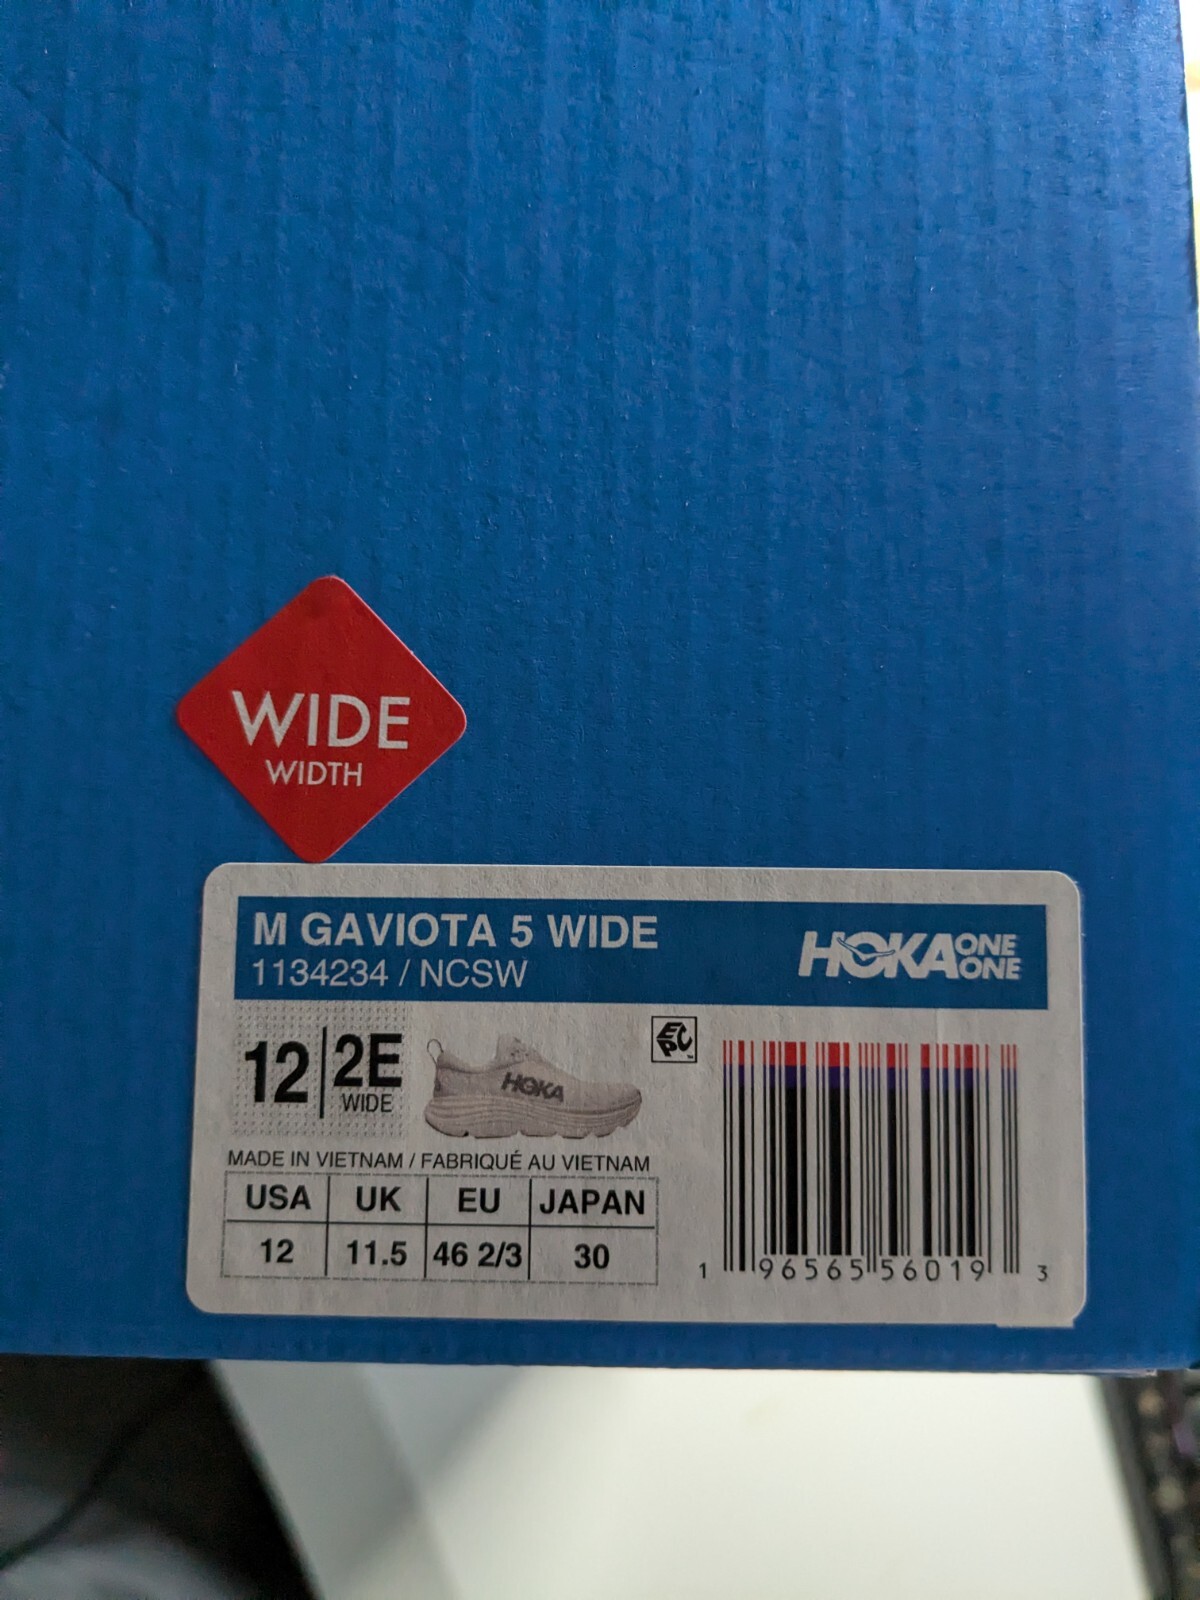 WIDE
WIDTH
M GAVIOTA 5 WIDE
1134234 / NCSW
HOKA ONE ONE
12 2E
WIDE
HOKA
EPC
MADE IN VIETNAM / FABRIQUÉ AU VIETNAM
USA UK EU JAPAN
12 11.5 46 2/3 30
1 96565 56019 3